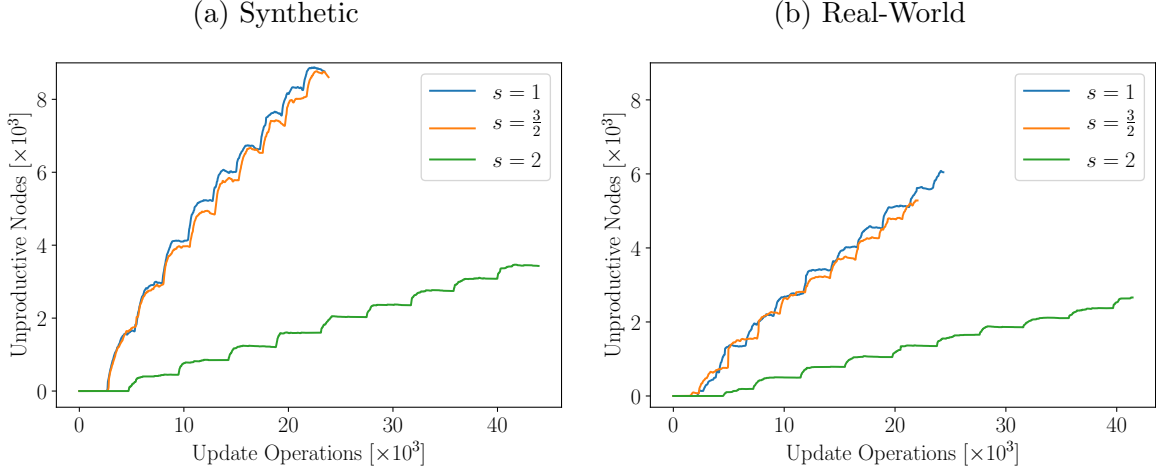 (a) Synthetic
Unproductive Nodes [×10³]
8
6
4
2
0
s = 1
s = 3/2
s = 2
0 10 20 30 40
Update Operations [×10³]
(b) Real-World
Unproductive Nodes [×10³]
8
6
4
2
0
s = 1
s = 3/2
s = 2
0 10 20 30 40
Update Operations [×10³]